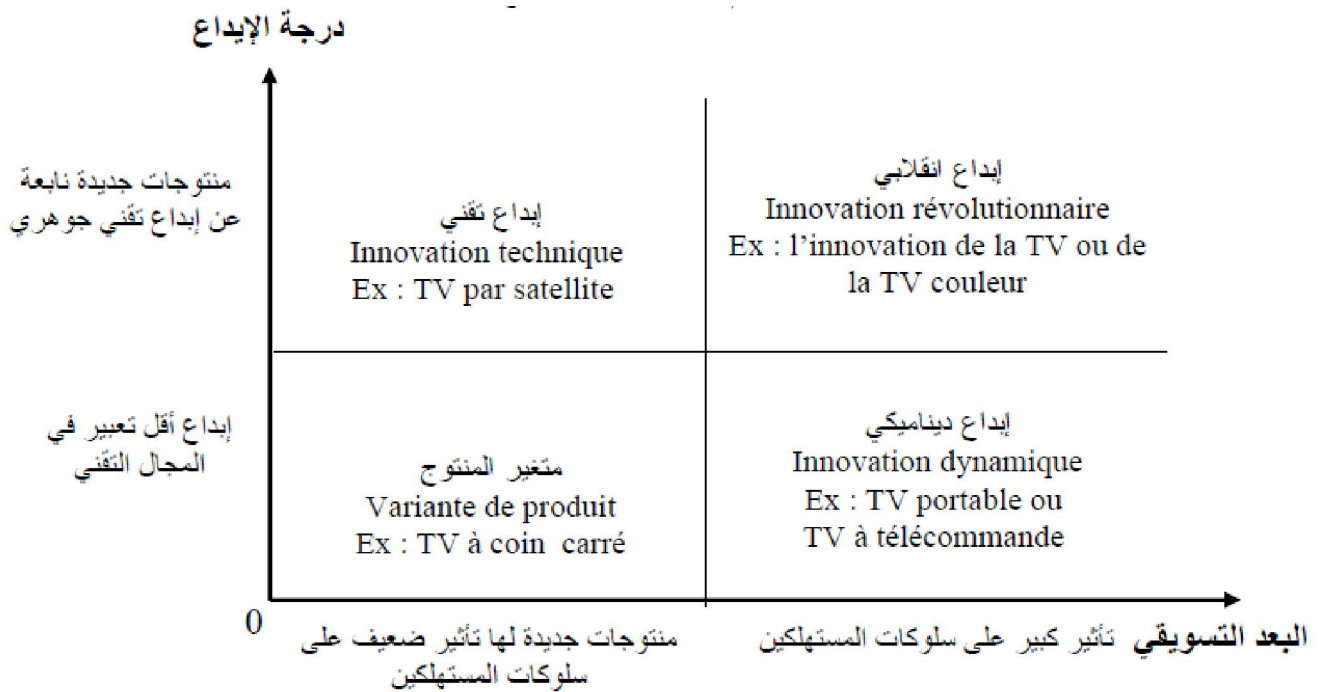 درجة الإيداع
منتوجات جديدة نابعة
عن إبداع تقني جوهري
إبداع تقني
Innovation technique
Ex : TV par satellite
إبداع انقلابي
Innovation révolutionnaire
Ex : l’innovation de la TV ou de
la TV couleur
إبداع أقل تعبير في
المجال التقني
متغير المنتوج
Variante de produit
Ex : TV à coin carré
إبداع ديناميكي
Innovation dynamique
Ex : TV portable ou
TV à télécommande
0
منتوجات جديدة لها تأثير ضعيف على
سلوكات المستهلكين
تأثير كبير على سلوكات المستهلكين
البعد التسويقي